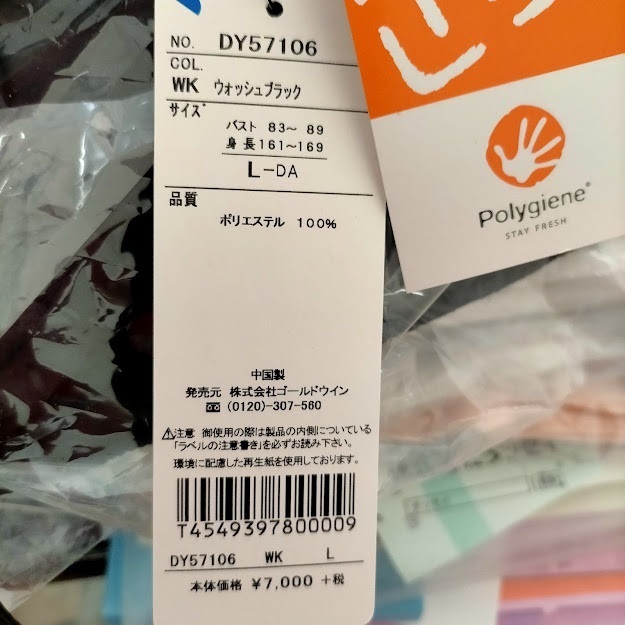 NO. DY57106
COL.
WK ウォッシュブラック
サイズ
バスト 83～ 89
身長161～169
L-DA
品質
ポリエステル 100%
中国製
発売元 株式会社ゴールドウイン
(0120)-307-560
⚠注意 御使用の際は製品の内側についている
「ラベルの注意書き」を必ずお読み下さい。
環境に配慮した再生紙を使用しております。
T4549397800009
DY57106 WK L
本体価格 ¥7,000 +税
Polygiene®
STAY FRESH